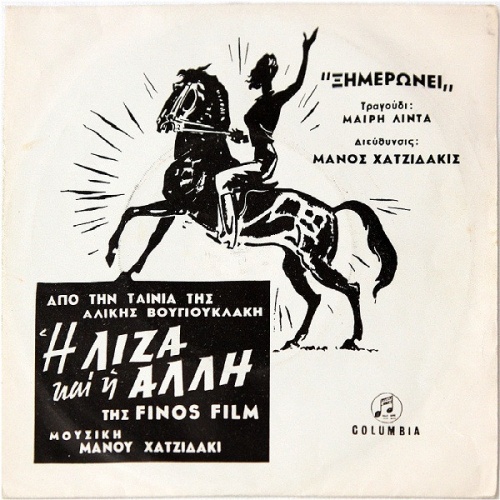 "ΞΗΜΕΡΩΝΕΙ"
Τραγούδι:
ΜΑΙΡΗ ΛΙΝΤΑ
Διεύθυνσις:
ΜΑΝΟΣ ΧΑΤΖΙΔΑΚΙΣ
ΑΠΟ ΤΗΝ ΤΑΙΝΙΑ ΤΗΣ
ΑΛΙΚΗΣ ΒΟΥΓΙΟΥΚΛΑΚΗ
Ἡ ΛΙΖΑ
καί ἡ ΑΛΛΗ
ΤΗΣ FINOS FILM
ΜΟΥΣΙΚΗ
ΜΑΝΟΥ ΧΑΤΖΙΔΑΚΙ
COLUMBIA